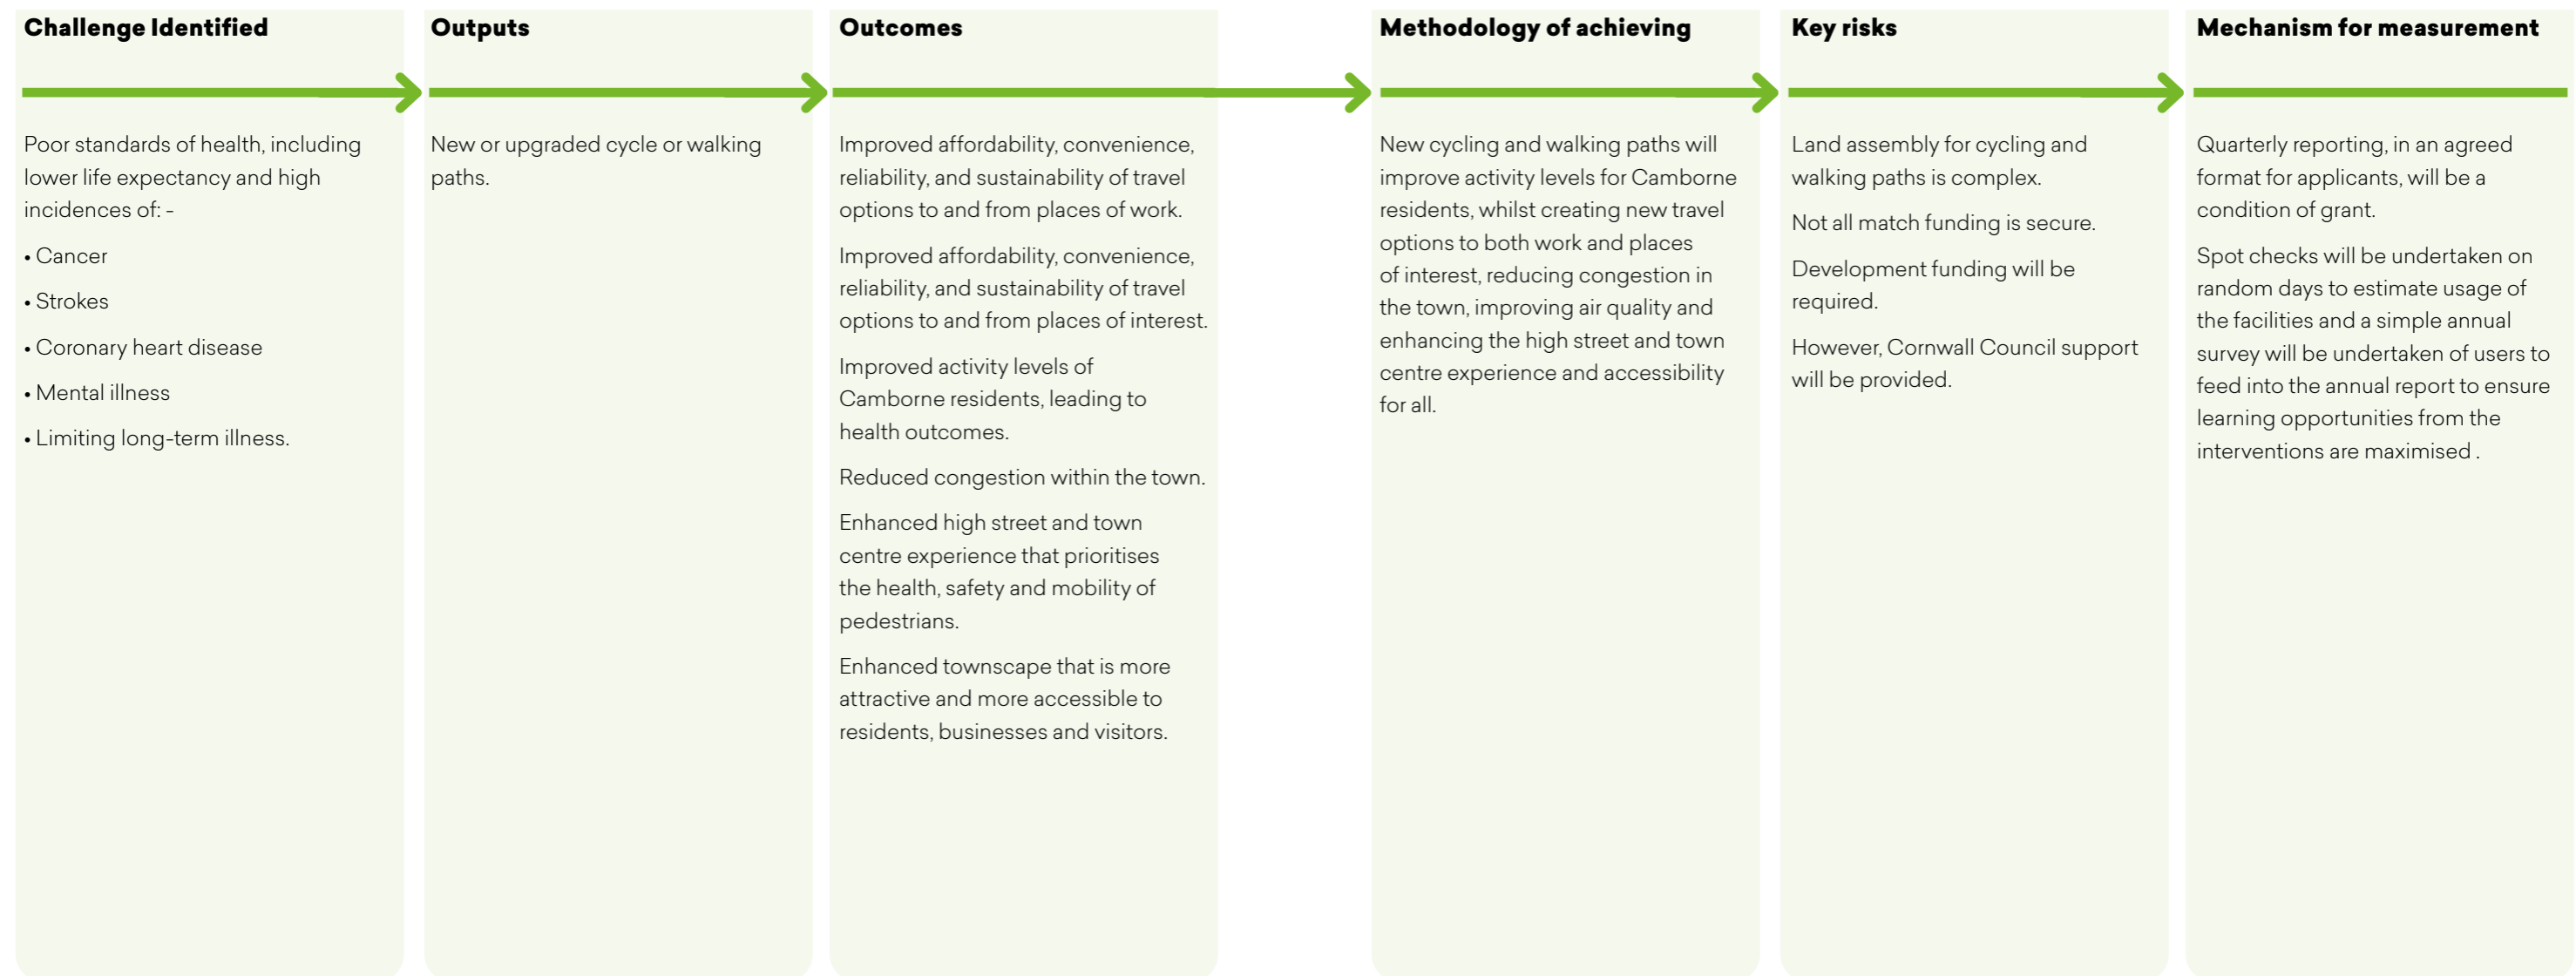 Challenge Identified
Poor standards of health, including
lower life expectancy and high
incidences of: -
• Cancer
• Strokes
• Coronary heart disease
• Mental illness
• Limiting long-term illness.
Outputs
New or upgraded cycle or walking
paths.
Outcomes
Improved affordability, convenience,
reliability, and sustainability of travel
options to and from places of work.
Improved affordability, convenience,
reliability, and sustainability of travel
options to and from places of interest.
Improved activity levels of
Camborne residents, leading to
health outcomes.
Reduced congestion within the town.
Enhanced high street and town
centre experience that prioritises
the health, safety and mobility of
pedestrians.
Enhanced townscape that is more
attractive and more accessible to
residents, businesses and visitors.
Methodology of achieving
New cycling and walking paths will
improve activity levels for Camborne
residents, whilst creating new travel
options to both work and places
of interest, reducing congestion in
the town, improving air quality and
enhancing the high street and town
centre experience and accessibility
for all.
Key risks
Land assembly for cycling and
walking paths is complex.
Not all match funding is secure.
Development funding will be
required.
However, Cornwall Council support
will be provided.
Mechanism for measurement
Quarterly reporting, in an agreed
format for applicants, will be a
condition of grant.
Spot checks will be undertaken on
random days to estimate usage of
the facilities and a simple annual
survey will be undertaken of users to
feed into the annual report to ensure
learning opportunities from the
interventions are maximised .